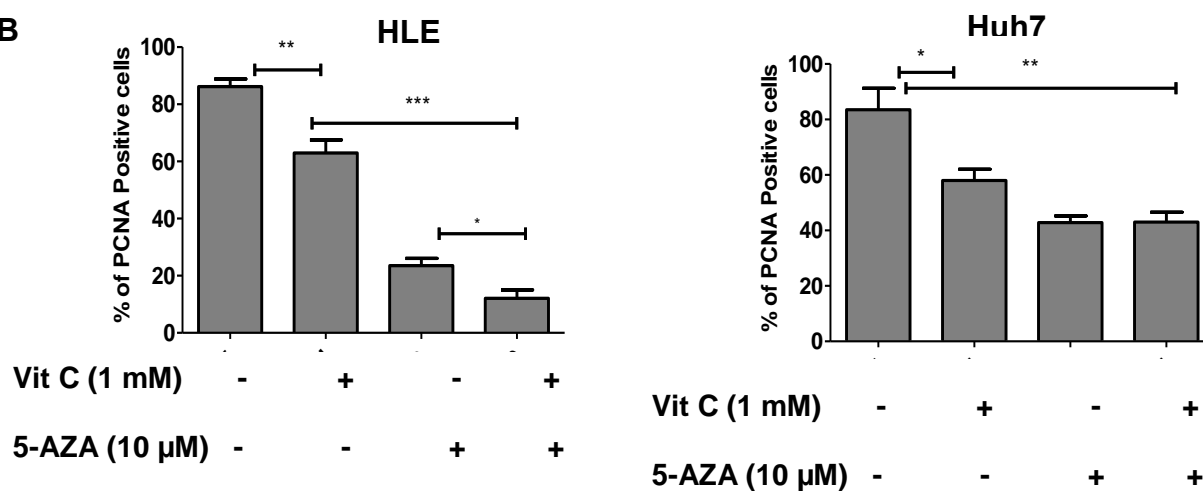 B
HLE
% of PCNA Positive cells
100
80
60
40
20
0
**
***
*
Vit C (1 mM) - + - +
5-AZA (10 µM) - - + +
Huh7
% of PCNA Positive cells
100
80
60
40
20
0
*
**
Vit C (1 mM) - + - +
5-AZA (10 µM) - - + +